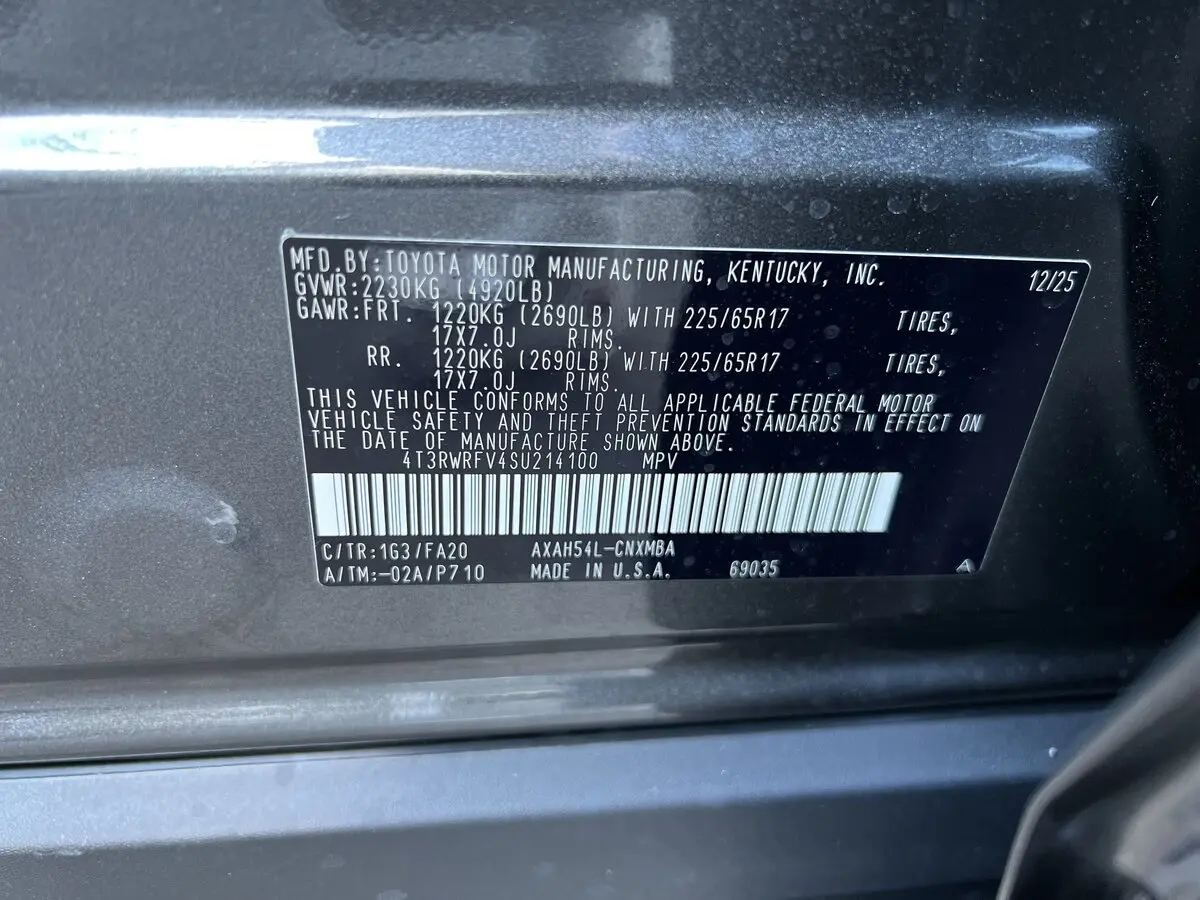 MFD.BY:TOYOTA MOTOR MANUFACTURING, KENTUCKY, INC. 12/25
GVWR:2230KG (4920LB)
GAWR:FRT. 1220KG (2690LB) WITH 225/65R17 TIRES,
17X7.0J RIMS.
RR. 1220KG (2690LB) WITH 225/65R17 TIRES,
17X7.0J RIMS.
THIS VEHICLE CONFORMS TO ALL APPLICABLE FEDERAL MOTOR
VEHICLE SAFETY AND THEFT PREVENTION STANDARDS IN EFFECT ON
THE DATE OF MANUFACTURE SHOWN ABOVE.
4T3RWRFV4SU214100 MPV
C/TR:1G3/FA20 AXAH54L-CNXMBA
A/TM:-02A/P710 MADE IN U.S.A. 69035 A